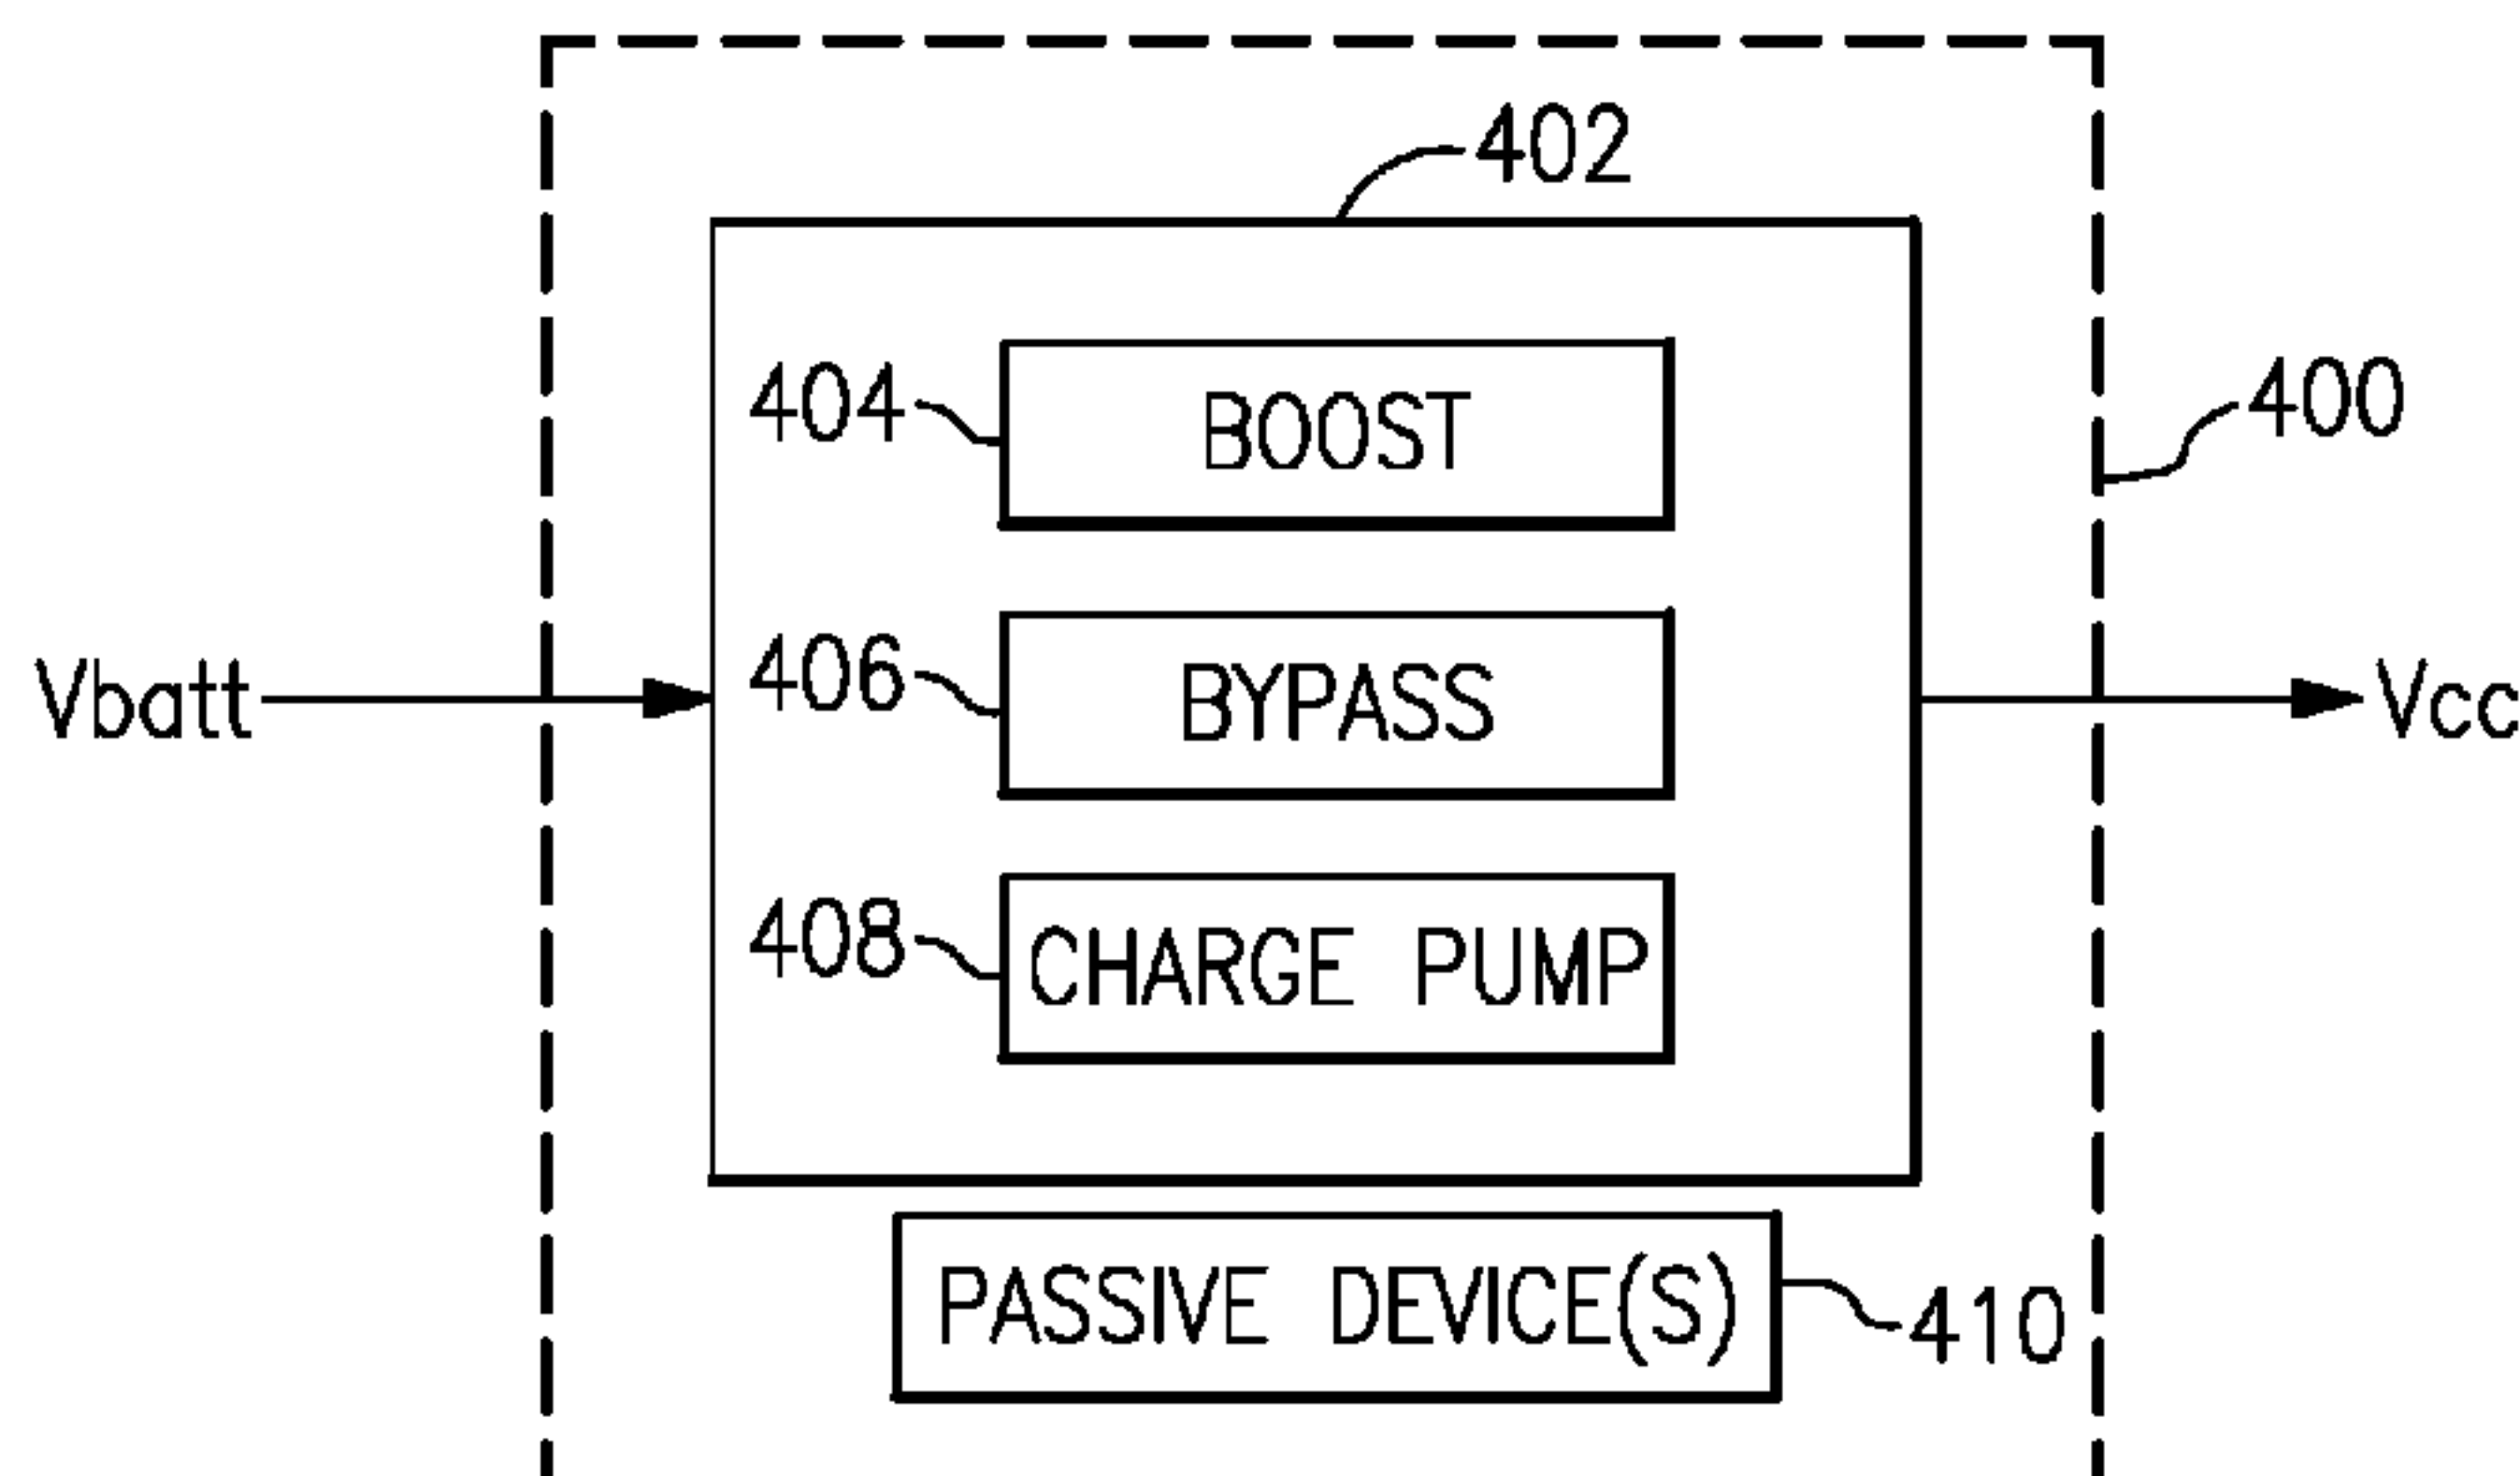 402
404
BOOST
400
406
BYPASS
Vbatt
Vcc
408
CHARGE PUMP
PASSIVE DEVICE(S)
410